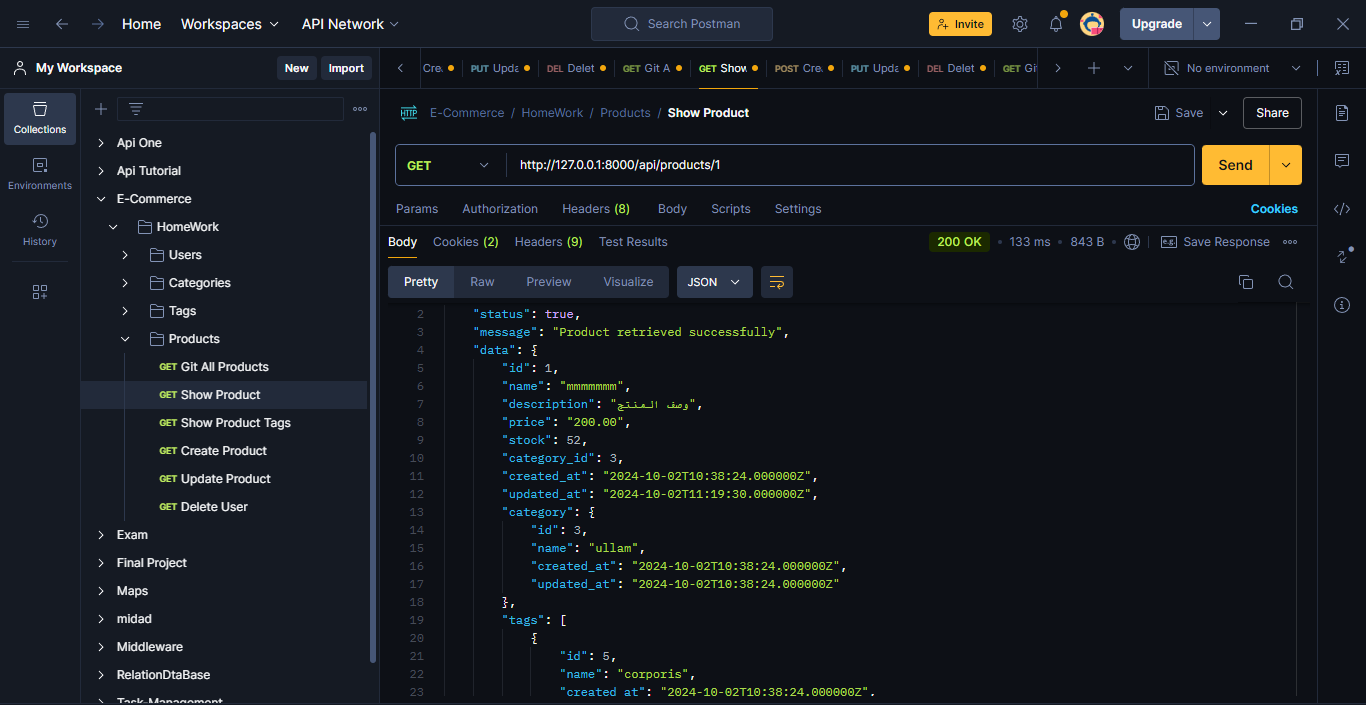 Home Workspaces API Network Search Postman Invite Upgrade
My Workspace New Import
Cre. PUT Upda DEL Delet GET Git A GET Show POST Cre. PUT Upda DEL Delet GET Gi No environment
Collections
Environments
History
Api One
Api Tutorial
E-Commerce
HomeWork
Users
Categories
Tags
Products
GET Git All Products
GET Show Product
GET Show Product Tags
GET Create Product
GET Update Product
GET Delete User
Exam
Final Project
Maps
midad
Middleware
RelationDtaBase
Task-Management
HTTP E-Commerce / HomeWork / Products / Show Product Save Share
GET http://127.0.0.1:8000/api/products/1 Send
Params Authorization Headers (8) Body Scripts Settings Cookies
Body Cookies (2) Headers (9) Test Results 200 OK 133 ms 843 B e.g. Save Response
Pretty Raw Preview Visualize JSON
2 "status": true,
3 "message": "Product retrieved successfully",
4 "data": {
5 "id": 1,
6 "name": "mmmmmmm",
7 "description": "وصف المنتج",
8 "price": "200.00",
9 "stock": 52,
10 "category_id": 3,
11 "created_at": "2024-10-02T10:38:24.000000Z",
12 "updated_at": "2024-10-02T11:19:30.000000Z",
13 "category": {
14 "id": 3,
15 "name": "ullam",
16 "created_at": "2024-10-02T10:38:24.000000Z",
17 "updated_at": "2024-10-02T10:38:24.000000Z"
18 },
19 "tags": [
20 {
21 "id": 5,
22 "name": "corporis",
23 "created_at": "2024-10-02T10:38:24.000000Z",